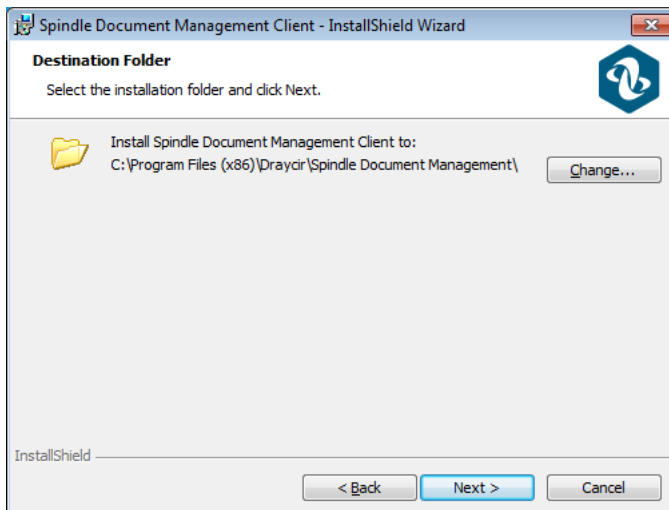 Spindle Document Management Client - InstallShield Wizard
Destination Folder
Select the installation folder and click Next.
Install Spindle Document Management Client to:
C:\Program Files (x86)\Draycir\Spindle Document Management\
Change...
InstallShield
< Back
Next >
Cancel